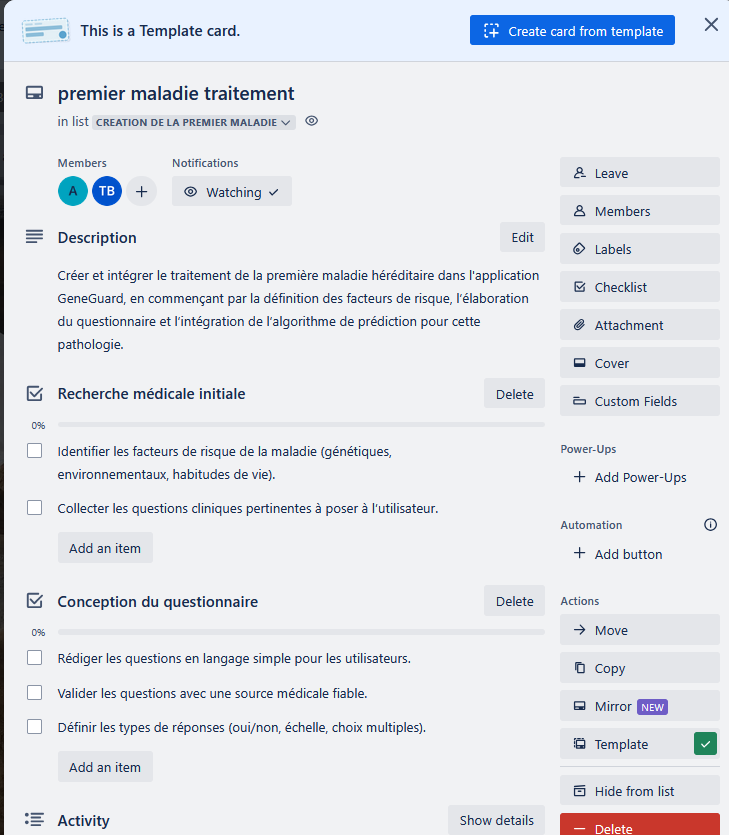 This is a Template card.
Create card from template
premier maladie traitement
in list CREATION DE LA PREMIER MALADIE
Members
Notifications
A
TB
Watching
Description
Edit
Créer et intégrer le traitement de la première maladie héréditaire dans l'application
GeneGuard, en commençant par la définition des facteurs de risque, l'élaboration
du questionnaire et l'intégration de l'algorithme de prédiction pour cette
pathologie.
Recherche médicale initiale
Delete
0%
Identifier les facteurs de risque de la maladie (génétiques,
environnementaux, habitudes de vie).
Collecter les questions cliniques pertinentes à poser à l'utilisateur.
Add an item
Conception du questionnaire
Delete
0%
Rédiger les questions en langage simple pour les utilisateurs.
Valider les questions avec une source médicale fiable.
Définir les types de réponses (oui/non, échelle, choix multiples).
Add an item
Activity
Show details
Leave
Members
Labels
Checklist
Attachment
Cover
Custom Fields
Power-Ups
Add Power-Ups
Automation
Add button
Actions
Move
Copy
Mirror NEW
Template
Hide from list
Delete